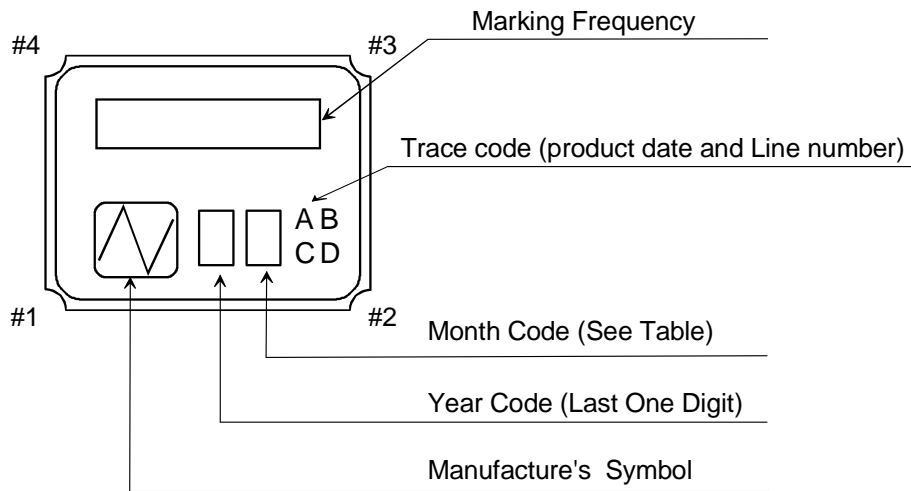 Marking Frequency
#4
#3
Trace code (product date and Line number)
A B
C D
#1
#2
Month Code (See Table)
Year Code (Last One Digit)
Manufacture's Symbol